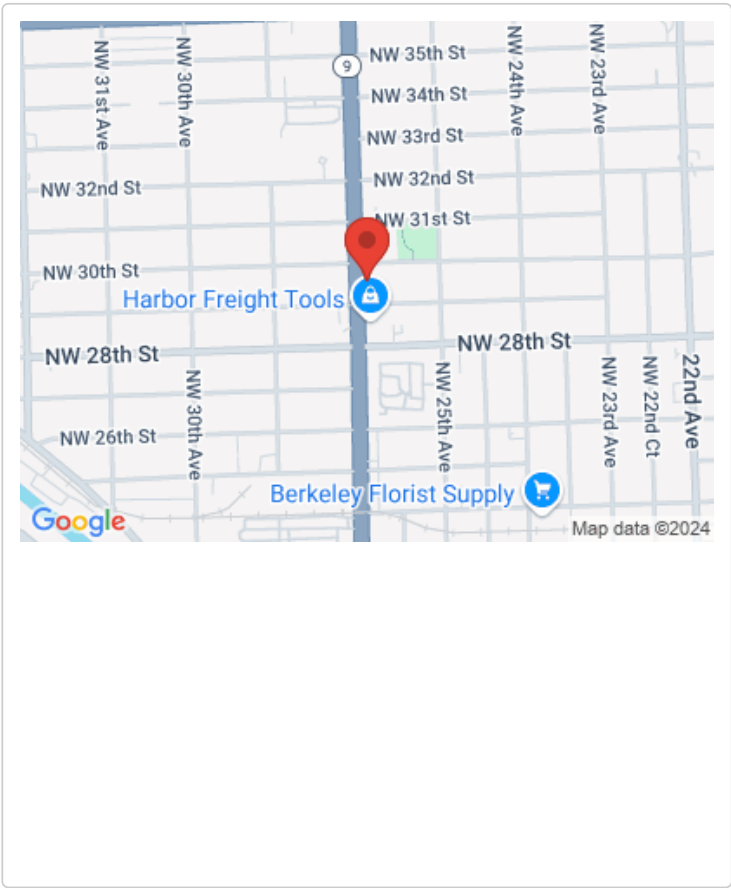 NW 31st Ave
NW 30th Ave
9
NW 35th St
NW 24th Ave
NW 23rd Ave
NW 34th St
NW 33rd St
NW 32nd St
NW 32nd St
NW 31st St
NW 30th St
Harbor Freight Tools
NW 28th St
NW 28th St
NW 30th Ave
NW 25th Ave
NW 23rd Ave
NW 22nd Ct
22nd Ave
NW 26th St
Berkeley Florist Supply
Google
Map data ©2024